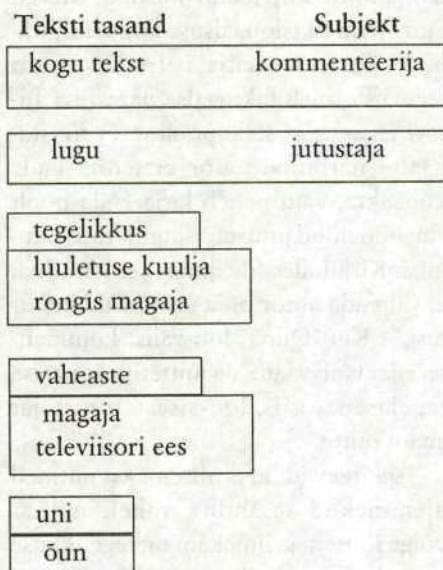 Teksti tasand Subjekt
kogu tekst kommenteerija
lugu jutustaja
tegelikkus
luuletuse kuulja
rongis magaja
vaheaste
magaja
televiisori ees
uni
õun